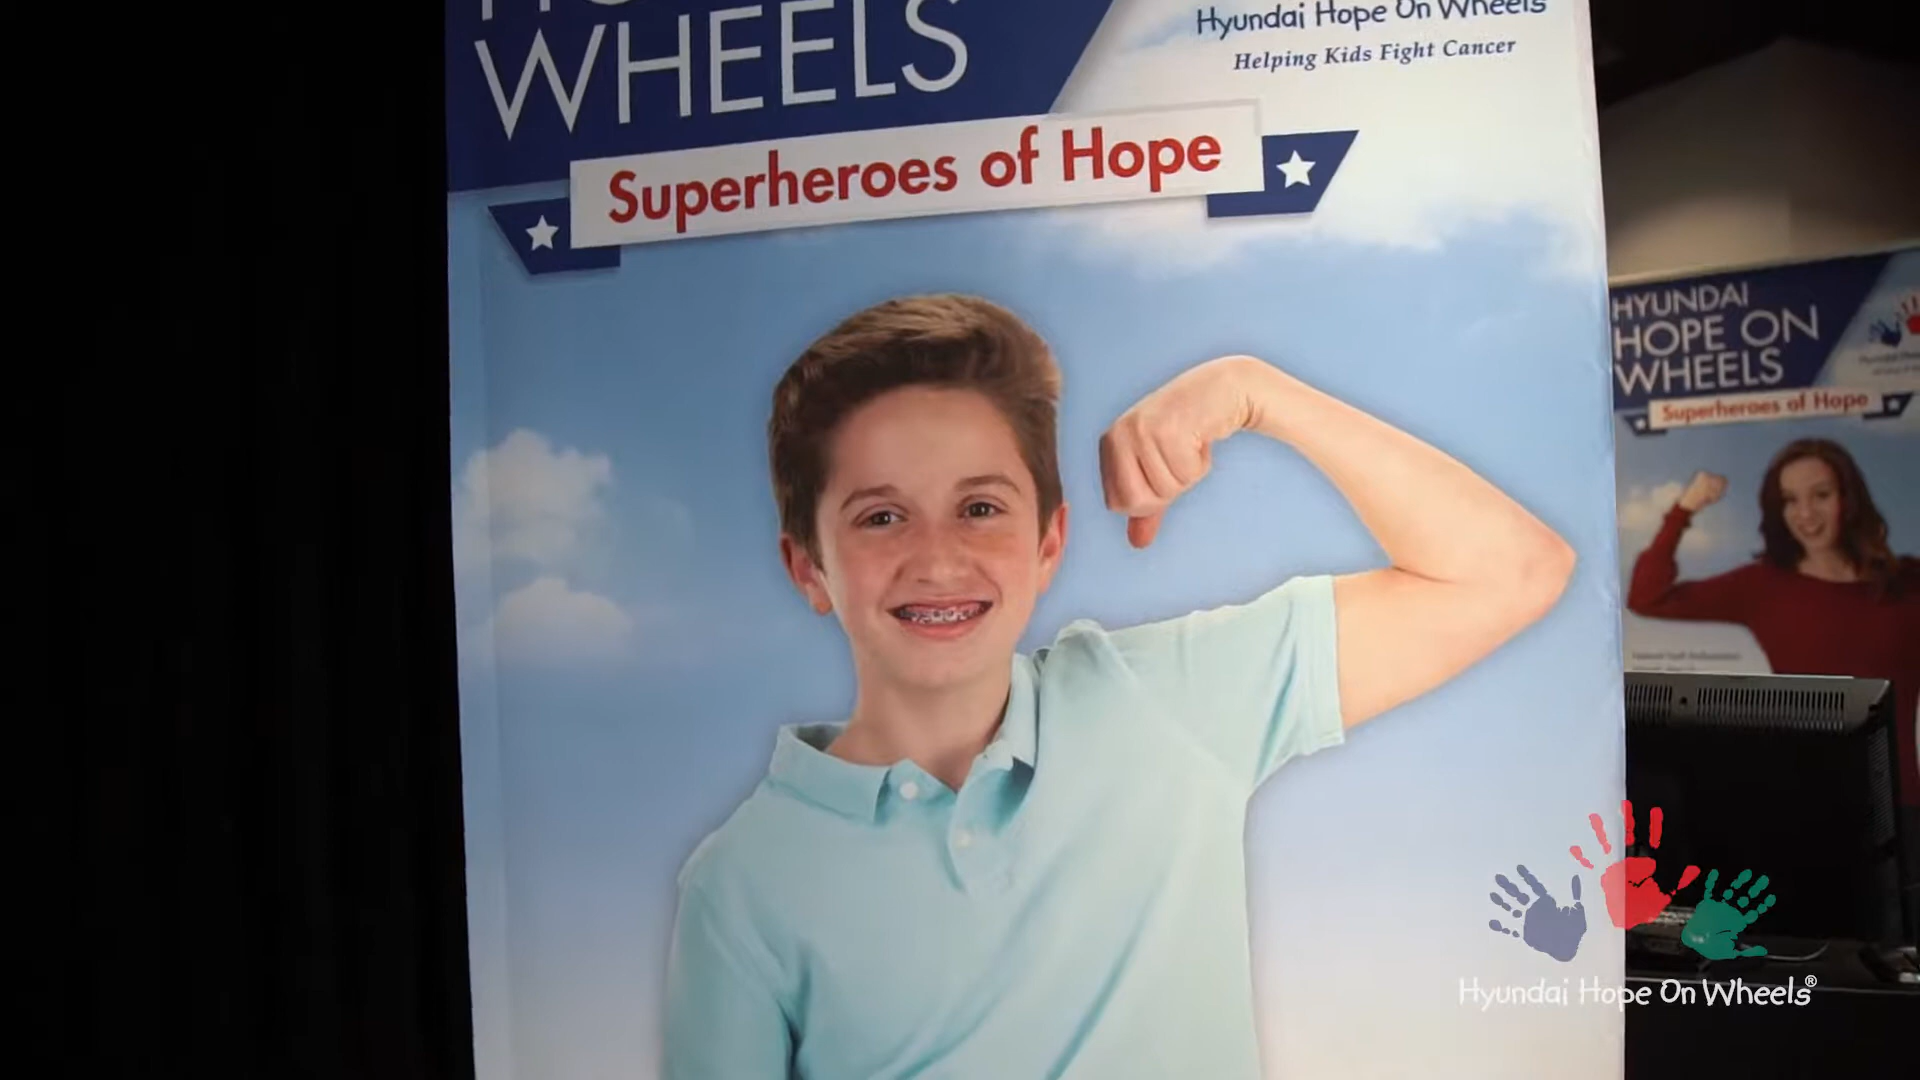 WHEELS
Hyundai Hope On Wheels
Helping Kids Fight Cancer
Superheroes of Hope
HYUNDAI
HOPE ON
WHEELS
Superheroes of Hope
Hyundai Hope On Wheels®